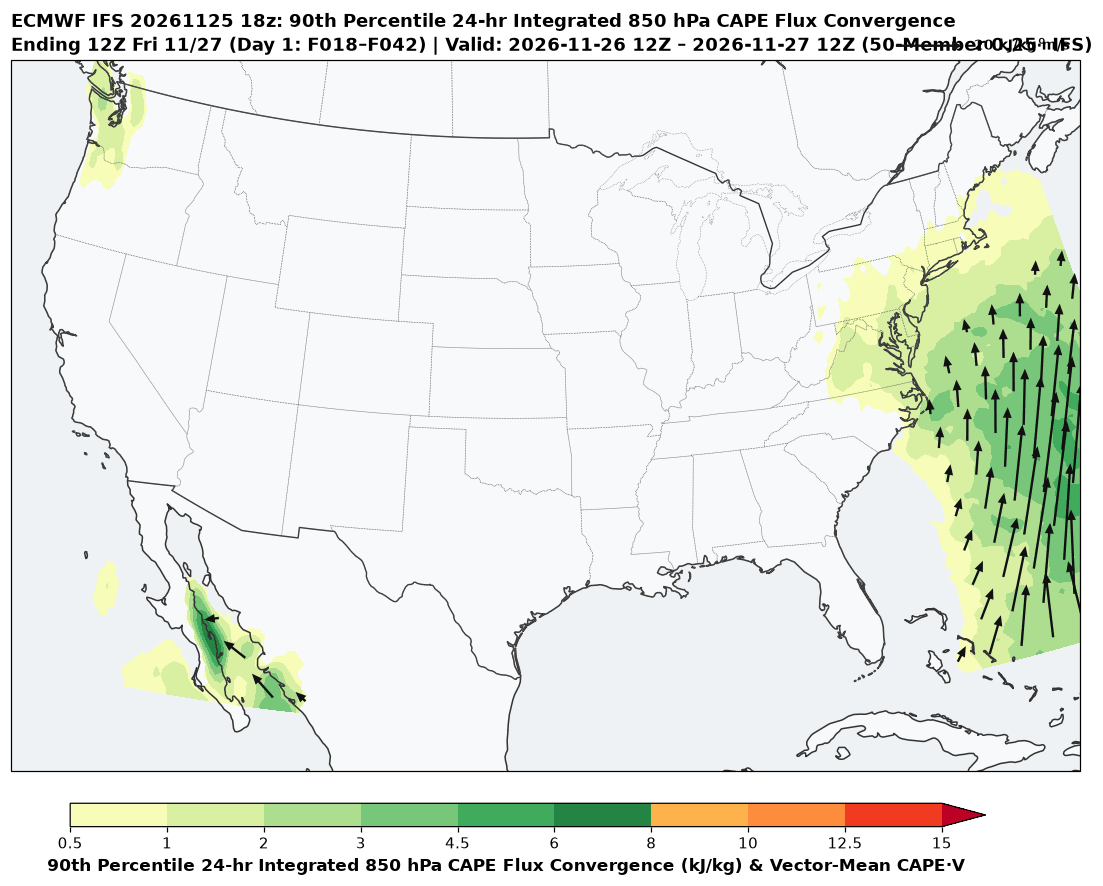 ECMWF IFS 20261125 18z: 90th Percentile 24-hr Integrated 850 hPa CAPE Flux Convergence
Ending 12Z Fri 11/27 (Day 1: F018–F042) | Valid: 2026-11-26 12Z – 2026-11-27 12Z (50-Member 0.25° IFS)
0.5 1 2 3 4.5 6 8 10 12.5 15
90th Percentile 24-hr Integrated 850 hPa CAPE Flux Convergence (kJ/kg) & Vector-Mean CAPE·V